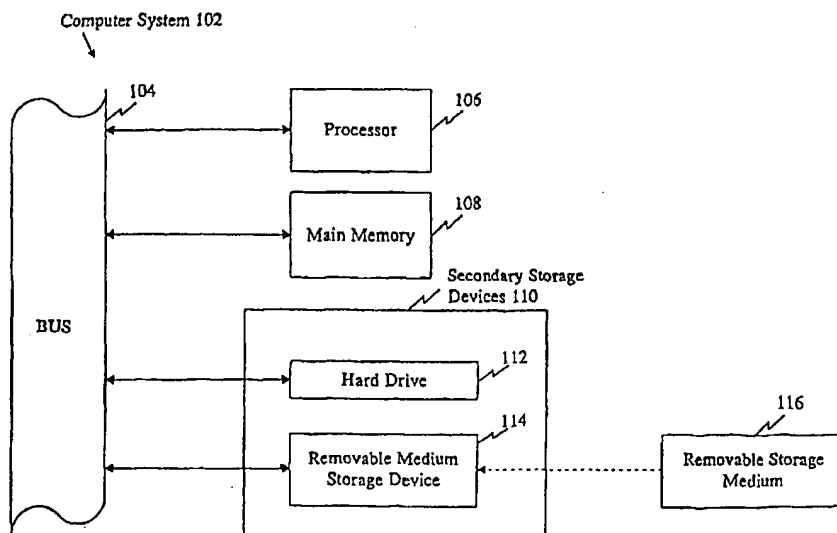 Computer System 102
104
106
Processor
108
Main Memory
Secondary Storage
Devices 110
BUS
112
Hard Drive
114
Removable Medium
Storage Device
116
Removable Storage
Medium